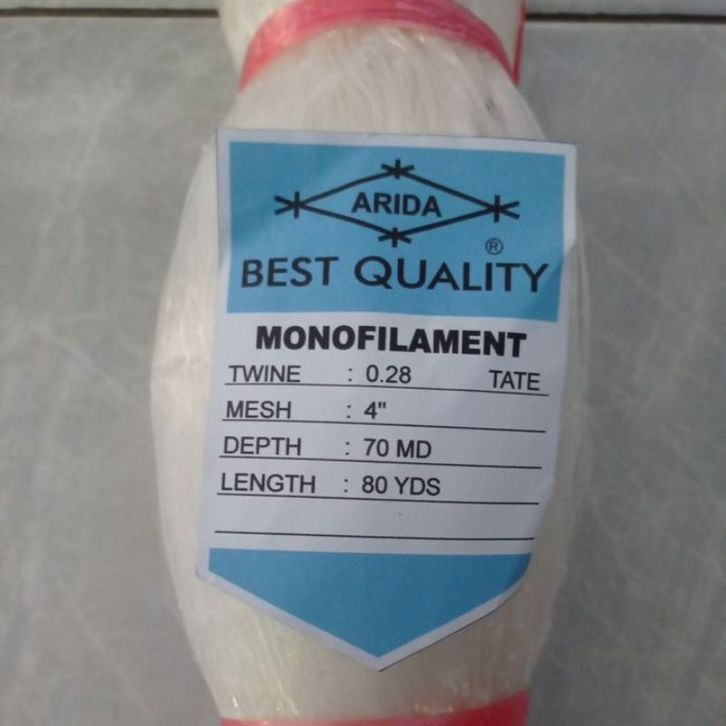 ARIDA
®
BEST QUALITY
MONOFILAMENT
TWINE : 0.28 TATE
MESH : 4"
DEPTH : 70 MD
LENGTH : 80 YDS